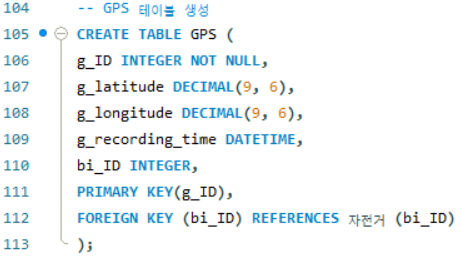 104 -- GPS 테이블 생성
105 CREATE TABLE GPS (
106 g_ID INTEGER NOT NULL,
107 g_latitude DECIMAL(9, 6),
108 g_longitude DECIMAL(9, 6),
109 g_recording_time DATETIME,
110 bi_ID INTEGER,
111 PRIMARY KEY(g_ID),
112 FOREIGN KEY (bi_ID) REFERENCES 자전거 (bi_ID)
113 );